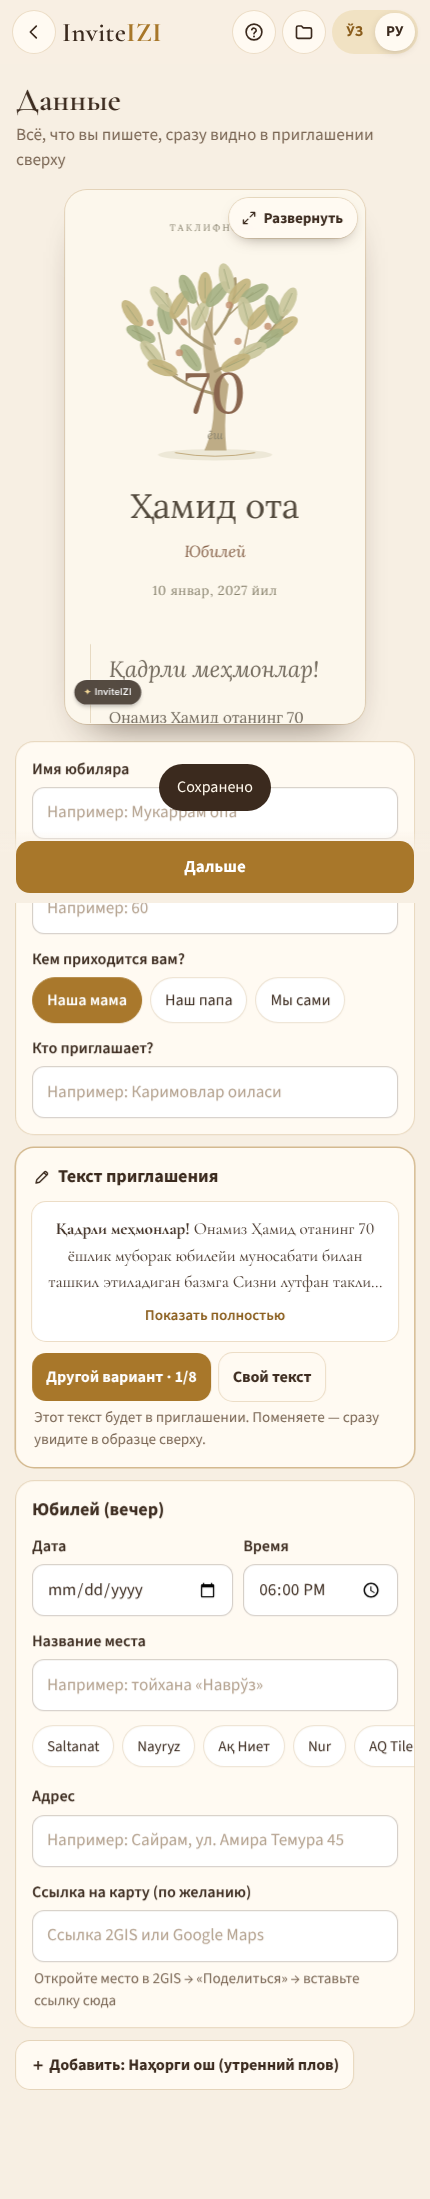 InviteIZI
ЎЗ
РУ
Данные
Всё, что вы пишете, сразу видно в приглашении
сверху
Развернуть
70
ёш
Ҳамид ота
Юбилей
10 январ, 2027 йил
Қадрли меҳмонлар!
InviteIZI
Онамиз Ҳамид отанинг 70
Имя юбиляра
Сохранено
Например: Мукаррам опа
Дальше
Например: 60
Кем приходится вам?
Наша мама
Наш папа
Мы сами
Кто приглашает?
Например: Каримовлар оиласи
Текст приглашения
Қадрли меҳмонлар! Онамиз Ҳамид отанинг 70
ёшлик муборак юбилейи муносабати билан
ташкил этиладиган базмга Сизни лутфан такли...
Показать полностью
Другой вариант · 1/8
Свой текст
Этот текст будет в приглашении. Поменяете — сразу
увидите в образце сверху.
Юбилей (вечер)
Дата
Время
mm/dd/yyyy
06:00 PM
Название места
Например: тойхана «Наврўз»
Saltanat
Nayryz
Ақ Ниет
Nur
AQ Tile
Адрес
Например: Сайрам, ул. Амира Темура 45
Ссылка на карту (по желанию)
Ссылка 2GIS или Google Maps
Откройте место в 2GIS → «Поделиться» → вставьте
ссылку сюда
+ Добавить: Наҳорги ош (утренний плов)